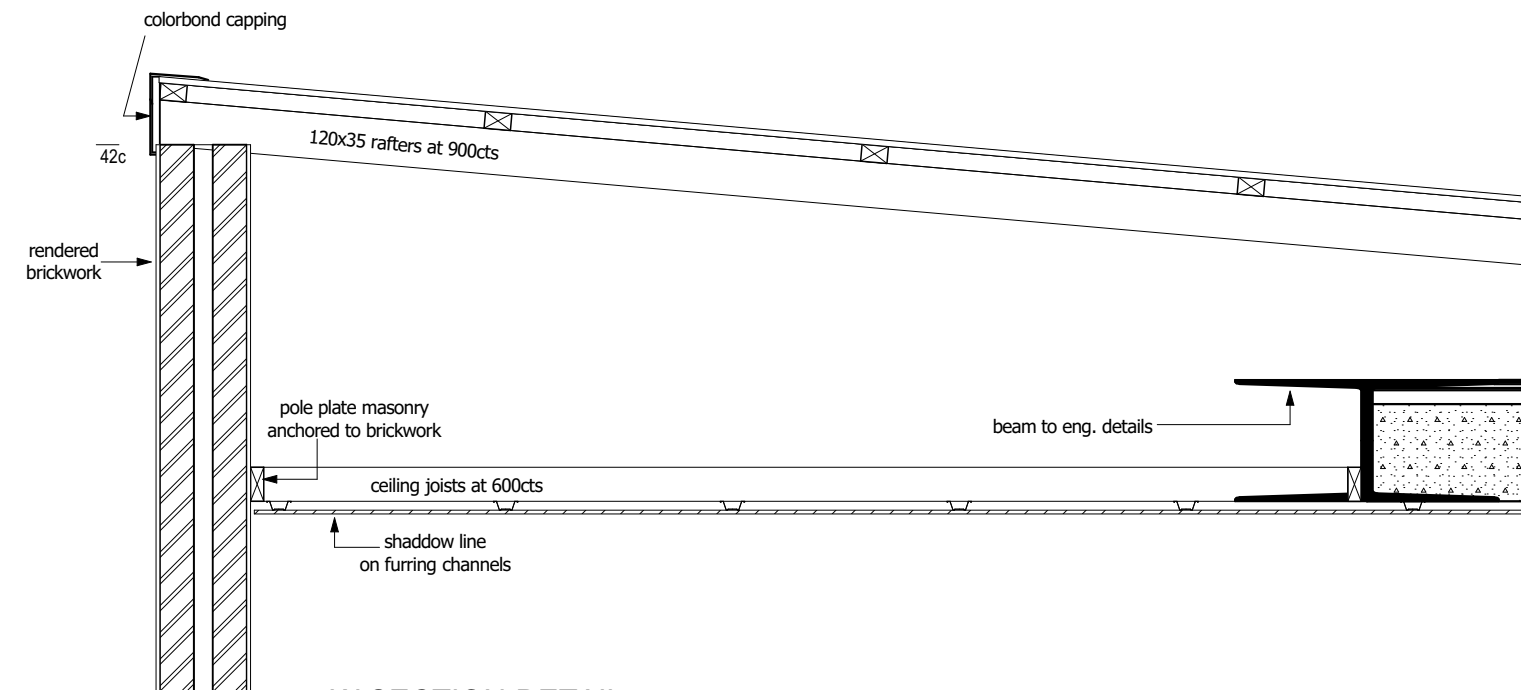 colorbond capping
120x35 rafters at 900cts
42c
rendered
brickwork
pole plate masonry
anchored to brickwork
beam to eng. details
ceiling joists at 600cts
shaddow line
on furring channels